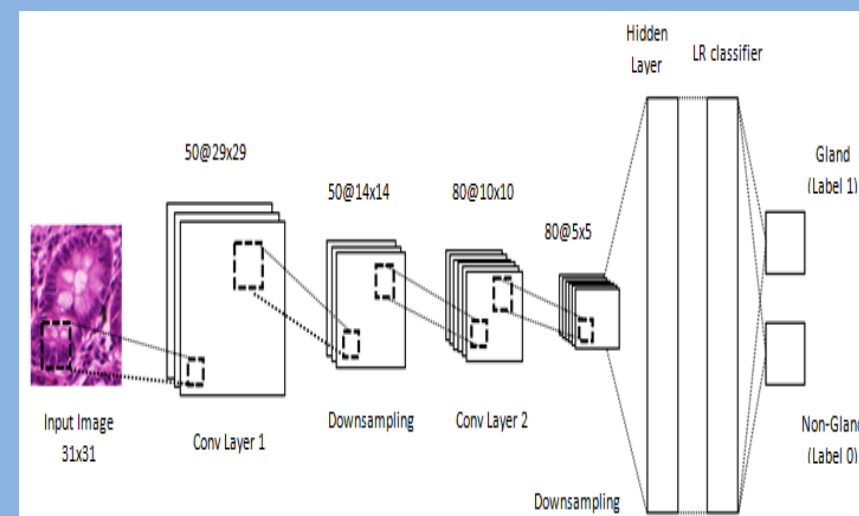 Hidden
Layer
LR classifier
50@29x29
50@14x14
80@10x10
80@5x5
Gland
(Label 1)
Input Image
31x31
Conv Layer 1
Downsampling
Conv Layer 2
Downsampling
Non-Gland
(Label 0)